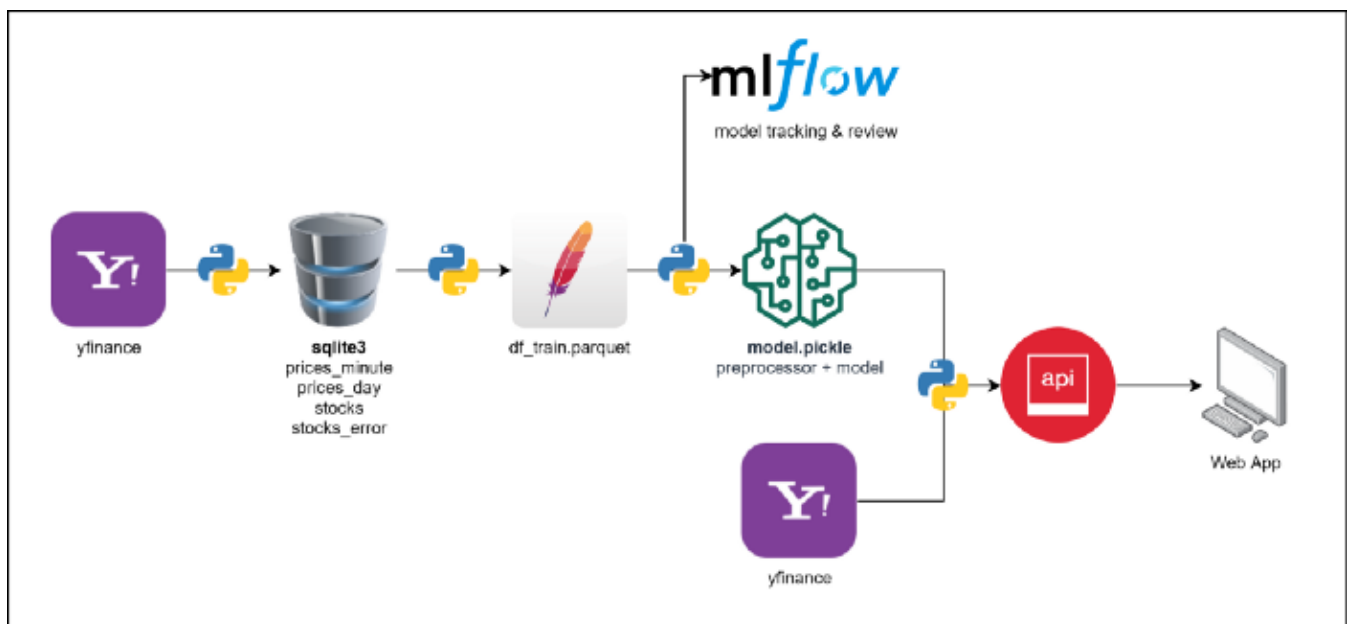 mlflow
model tracking & review
Y!
yfinance
sqlite3
prices_minute
prices_day
stocks
stocks_error
df_train.parquet
model.pickle
preprocessor + model
api
Web App
Y!
yfinance